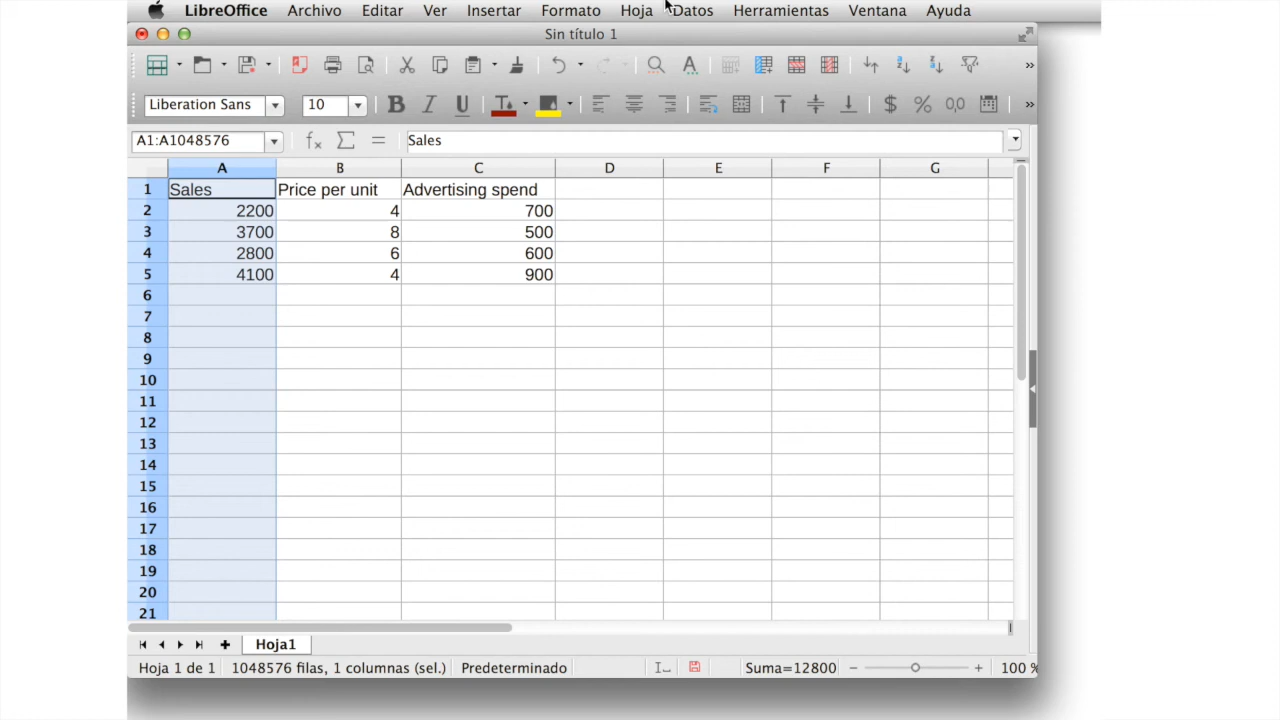 LibreOffice Archivo Editar Ver Insertar Formato Hoja Datos Herramientas Ventana Ayuda
Sin título 1
Liberation Sans 10
A1:A1048576 Sales
A B C D E F G
1 Sales Price per unit Advertising spend
2 2200 4 700
3 3700 8 500
4 2800 6 600
5 4100 4 900
6
7
8
9
10
11
12
13
14
15
16
17
18
19
20
21
Hoja1
Hoja 1 de 1 1048576 filas, 1 columnas (sel.) Predeterminado Suma=12800 100 %